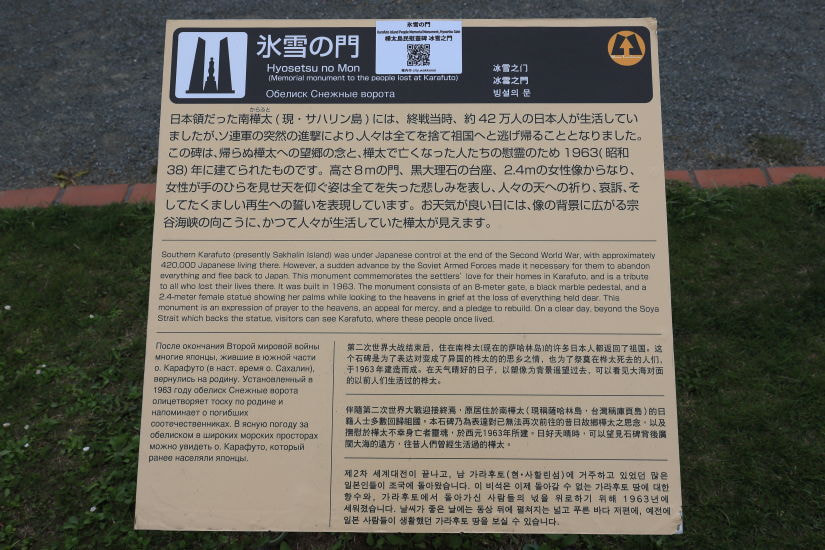 氷雪の門
Karafuto Island People Memorial Monument, Hyosetsu Gate
樺太島民慰霊碑 冰雪之門
氷雪の門
Hyosetsu no Mon
(Memorial monument to the people lost at Karafuto)
Обелиск Снежные ворота
冰雪之门
冰雪之門
빙설의 문
からふと
日本領だった南樺太(現・サハリン島)には、終戦当時、約42万人の日本人が生活してい
ましたが、ソ連軍の突然の進撃により、人々は全てを捨て祖国へと逃げ帰ることとなりました。
この碑は、帰らぬ樺太への望郷の念と、樺太で亡くなった人たちの慰霊のため1963(昭和
38)年に建てられたものです。高さ8mの門、黒大理石の台座、2.4mの女性像からなり、
女性が手のひらを見せ天を仰ぐ姿は全てを失った悲しみを表し、人々の天への祈り、哀訴、そ
してたくましい再生への誓いを表現しています。お天気が良い日には、像の背景に広がる宗
谷海峡の向こうに、かつて人々が生活していた樺太が見えます。
Southern Karafuto (presently Sakhalin Island) was under Japanese control at the end of the Second World War, with approximately
420,000 Japanese living there. However, a sudden advance by the Soviet Armed Forces made it necessary for them to abandon
everything and flee back to Japan. This monument commemorates the settlers' love for their homes in Karafuto, and is a tribute
to all who lost their lives there. It was built in 1963. The monument consists of an 8-meter gate, a black marble pedestal, and a
2.4-meter female statue showing her palms while looking to the heavens in grief at the loss of everything held dear. This
monument is an expression of prayer to the heavens, an appeal for mercy, and a pledge to rebuild. On a clear day, beyond the Soya
Strait which backs the statue, visitors can see Karafuto, where these people once lived.
После окончания Второй мировой войны
многие японцы, жившие в южной части
о. Карафуто (в наст. время о. Сахалин),
вернулись на родину. Установленный в
1963 году обелиск Снежные ворота
олицетворяет тоску по родине и
напоминает о погибших
соотечественниках. В ясную погоду за
обелиском в широких морских просторах
можно увидеть о. Карафуто, который
ранее населяли японцы.
第二次世界大战结束后，住在南桦太(现在的萨哈林岛)的许多日本人都返回了祖国。这
个石碑是为了表达对变成了异国的桦太的的思乡之情，也为了祭奠在桦太死去的人们，
于1963年建造而成。在天气晴好的日子，以塑像为背景遥望过去，可以看见大海对面
的以前人们生活过的桦太。
伴隨第二次世界大戰迎接終焉，原居住於南樺太(現稱薩哈林島，台灣稱庫頁島)的日
籍人士多數回歸祖國。本石碑乃為表達對已無法再次前往的昔日故鄉樺太之思念，以及
撫慰於樺太不幸身亡者靈魂，於西元1963年所建。日好天晴時，可以望見石碑背後廣
闊大海的遠方，往昔人們曾經生活過的樺太。
제2차 세계대전이 끝나고, 남 가라후토(현・사할린섬)에 거주하고 있었던 많은
일본인들이 조국에 돌아왔습니다. 이 비석은 이제 돌아갈 수 없는 가라후토 땅에 대한
향수와, 가라후토에서 돌아가신 사람들의 넋을 위로하기 위해 1963년에
세워졌습니다. 날씨가 좋은 날에는 동상 뒤에 펼쳐지는 넓고 푸른 바다 저편에, 예전에
일본 사람들이 생활했던 가라후토 땅을 보실 수 있습니다.